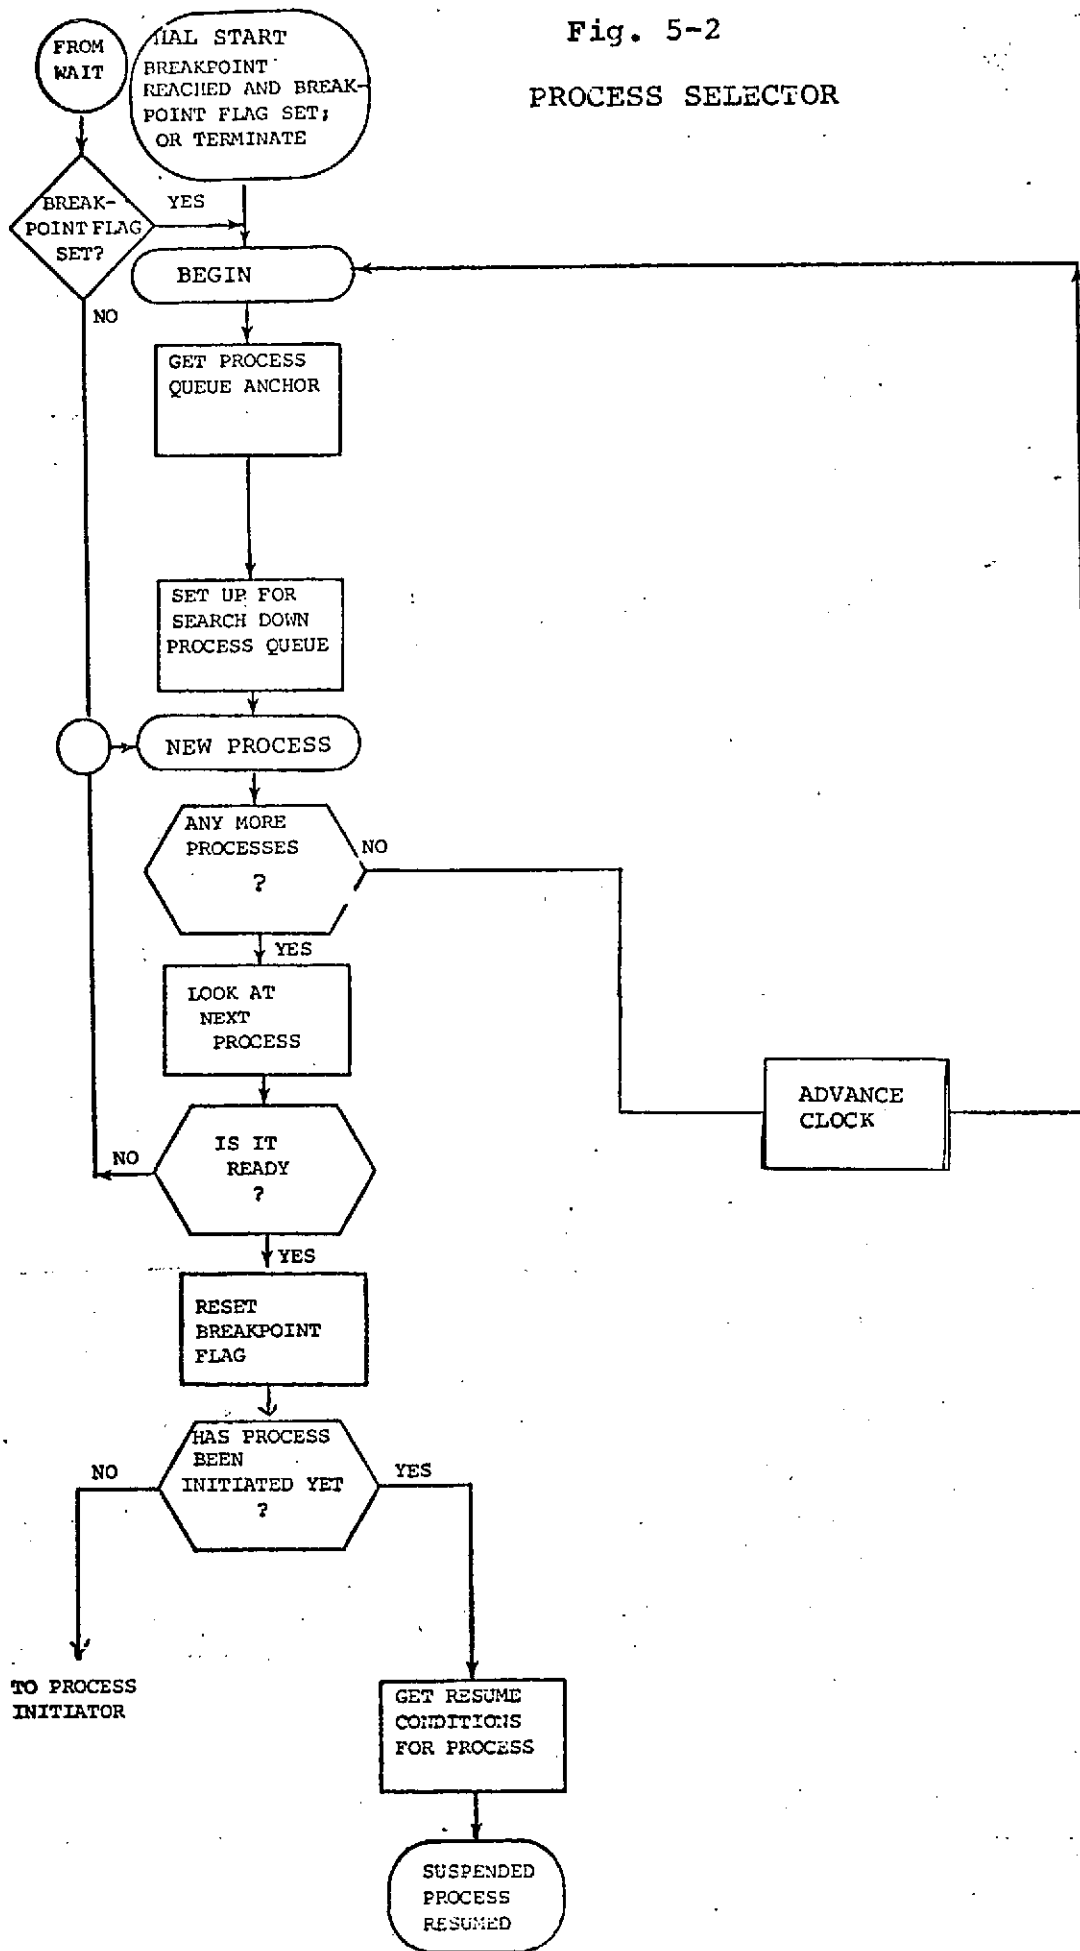 Fig. 5-2
PROCESS SELECTOR
FROM
WAIT
HAL START
BREAKPOINT
REACHED AND BREAK-
POINT FLAG SET;
OR TERMINATE
BREAK-
POINT FLAG
SET?
YES
NO
BEGIN
GET PROCESS
QUEUE ANCHOR
SET UP FOR
SEARCH DOWN
PROCESS QUEUE
NEW PROCESS
ANY MORE
PROCESSES
?
NO
YES
LOOK AT
NEXT
PROCESS
ADVANCE
CLOCK
IS IT
READY
?
NO
YES
RESET
BREAKPOINT
FLAG
HAS PROCESS
BEEN
INITIATED YET
?
NO
YES
TO PROCESS
INITIATOR
GET RESUME
CONDITIONS
FOR PROCESS
SUSPENDED
PROCESS
RESUMED